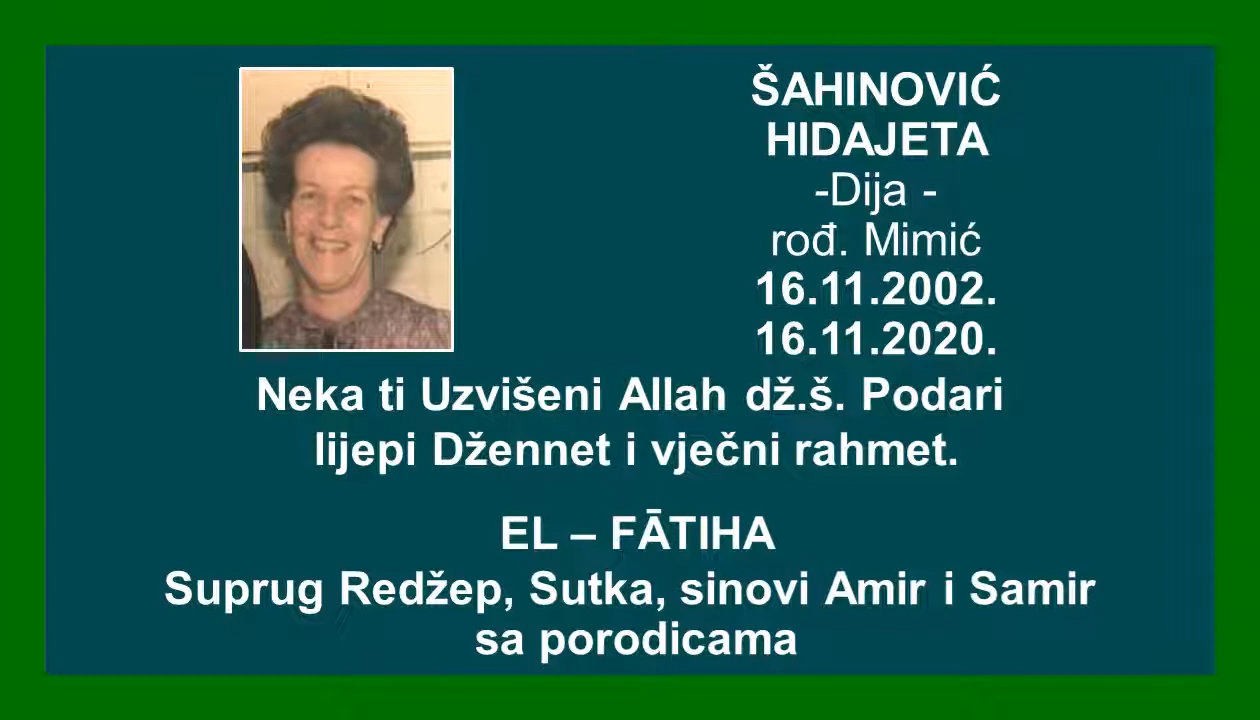 ŠAHINOVIĆ
HIDAJETA
-Dija -
rođ. Mimić
16.11.2002.
16.11.2020.
Neka ti Uzvišeni Allah dž.š. Podari
lijepi Džennet i vječni rahmet.
EL – FĀTIHA
Suprug Redžep, Sutka, sinovi Amir i Samir
sa porodicama